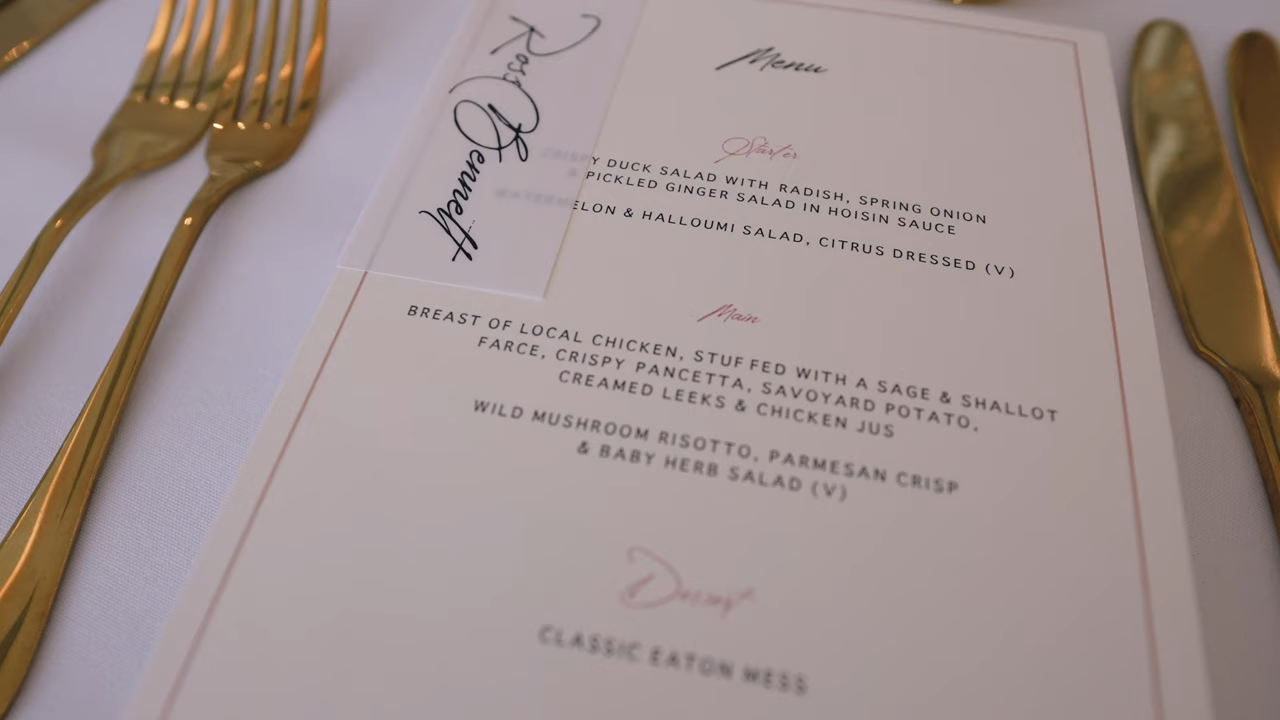 Menu
Ross Bennett
Starter
CRISPY DUCK SALAD WITH RADISH, SPRING ONION
& PICKLED GINGER SALAD IN HOISIN SAUCE
WATERMELON & HALLOUMI SALAD, CITRUS DRESSED (V)
Main
BREAST OF LOCAL CHICKEN, STUFFED WITH A SAGE & SHALLOT
FARCE, CRISPY PANCETTA, SAVOYARD POTATO,
CREAMED LEEKS & CHICKEN JUS
WILD MUSHROOM RISOTTO, PARMESAN CRISP
& BABY HERB SALAD (V)
Dessert
CLASSIC EATON MESS